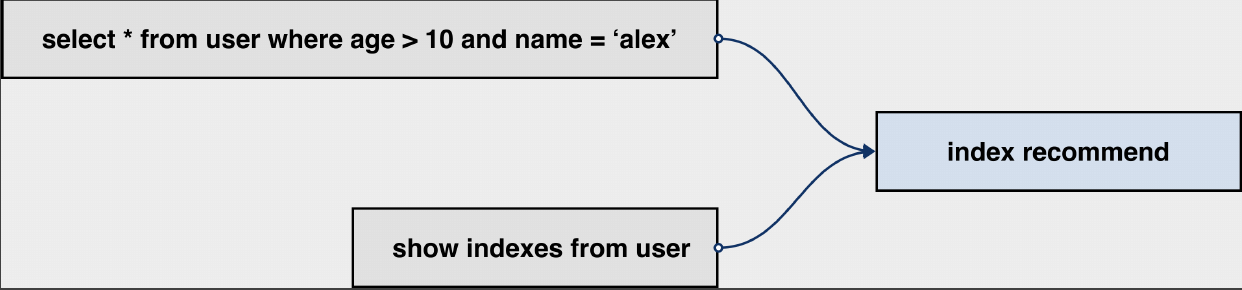 select * from user where age > 10 and name = ‘alex’
index recommend
show indexes from user